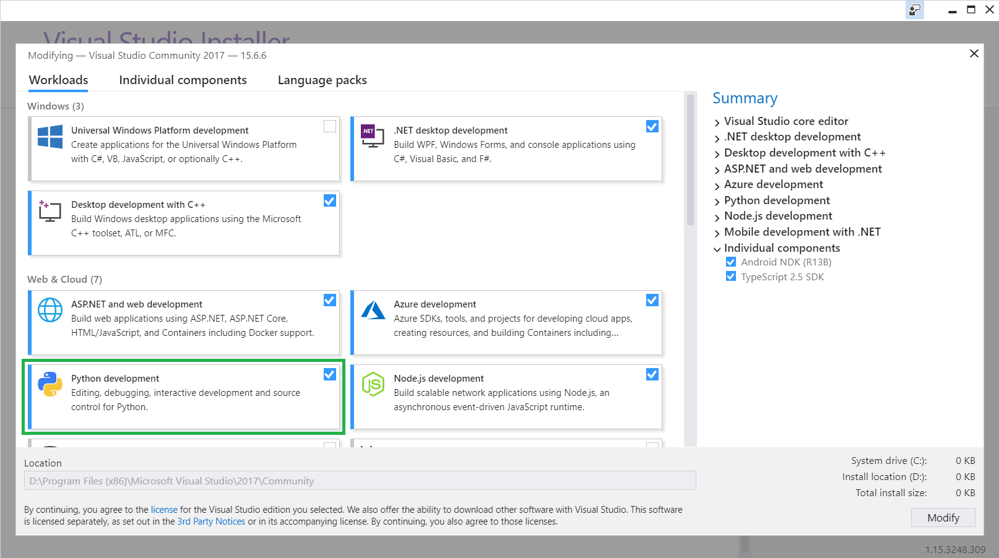 Visual Studio Installer
Modifying — Visual Studio Community 2017 — 15.6.6
Workloads
Individual components
Language packs
Windows (3)
Universal Windows Platform development
Create applications for the Universal Windows Platform
with C#, VB, JavaScript, or optionally C++.
.NET
.NET desktop development
Build WPF, Windows Forms, and console applications using
C#, Visual Basic, and F#.
Desktop development with C++
Build Windows desktop applications using the Microsoft
C++ toolset, ATL, or MFC.
Web & Cloud (7)
ASP.NET and web development
Build web applications using ASP.NET, ASP.NET Core,
HTML/JavaScript, and Containers including Docker support.
Azure development
Azure SDKs, tools, and projects for developing cloud apps,
creating resources, and building Containers including...
Python development
Editing, debugging, interactive development and source
control for Python.
JS
Node.js development
Build scalable network applications using Node.js, an
asynchronous event-driven JavaScript runtime.
Summary
Visual Studio core editor
.NET desktop development
Desktop development with C++
ASP.NET and web development
Azure development
Python development
Node.js development
Mobile development with .NET
Individual components
Android NDK (R13B)
TypeScript 2.5 SDK
Location
D:\Program Files (x86)\Microsoft Visual Studio\2017\Community
By continuing, you agree to the license for the Visual Studio edition you selected. We also offer the ability to download other software with Visual Studio. This software
is licensed separately, as set out in the 3rd Party Notices or in its accompanying license. By continuing, you also agree to those licenses.
System drive (C:): 0 KB
Install location (D:): 0 KB
Total install size: 0 KB
Modify
1.15.3248.309